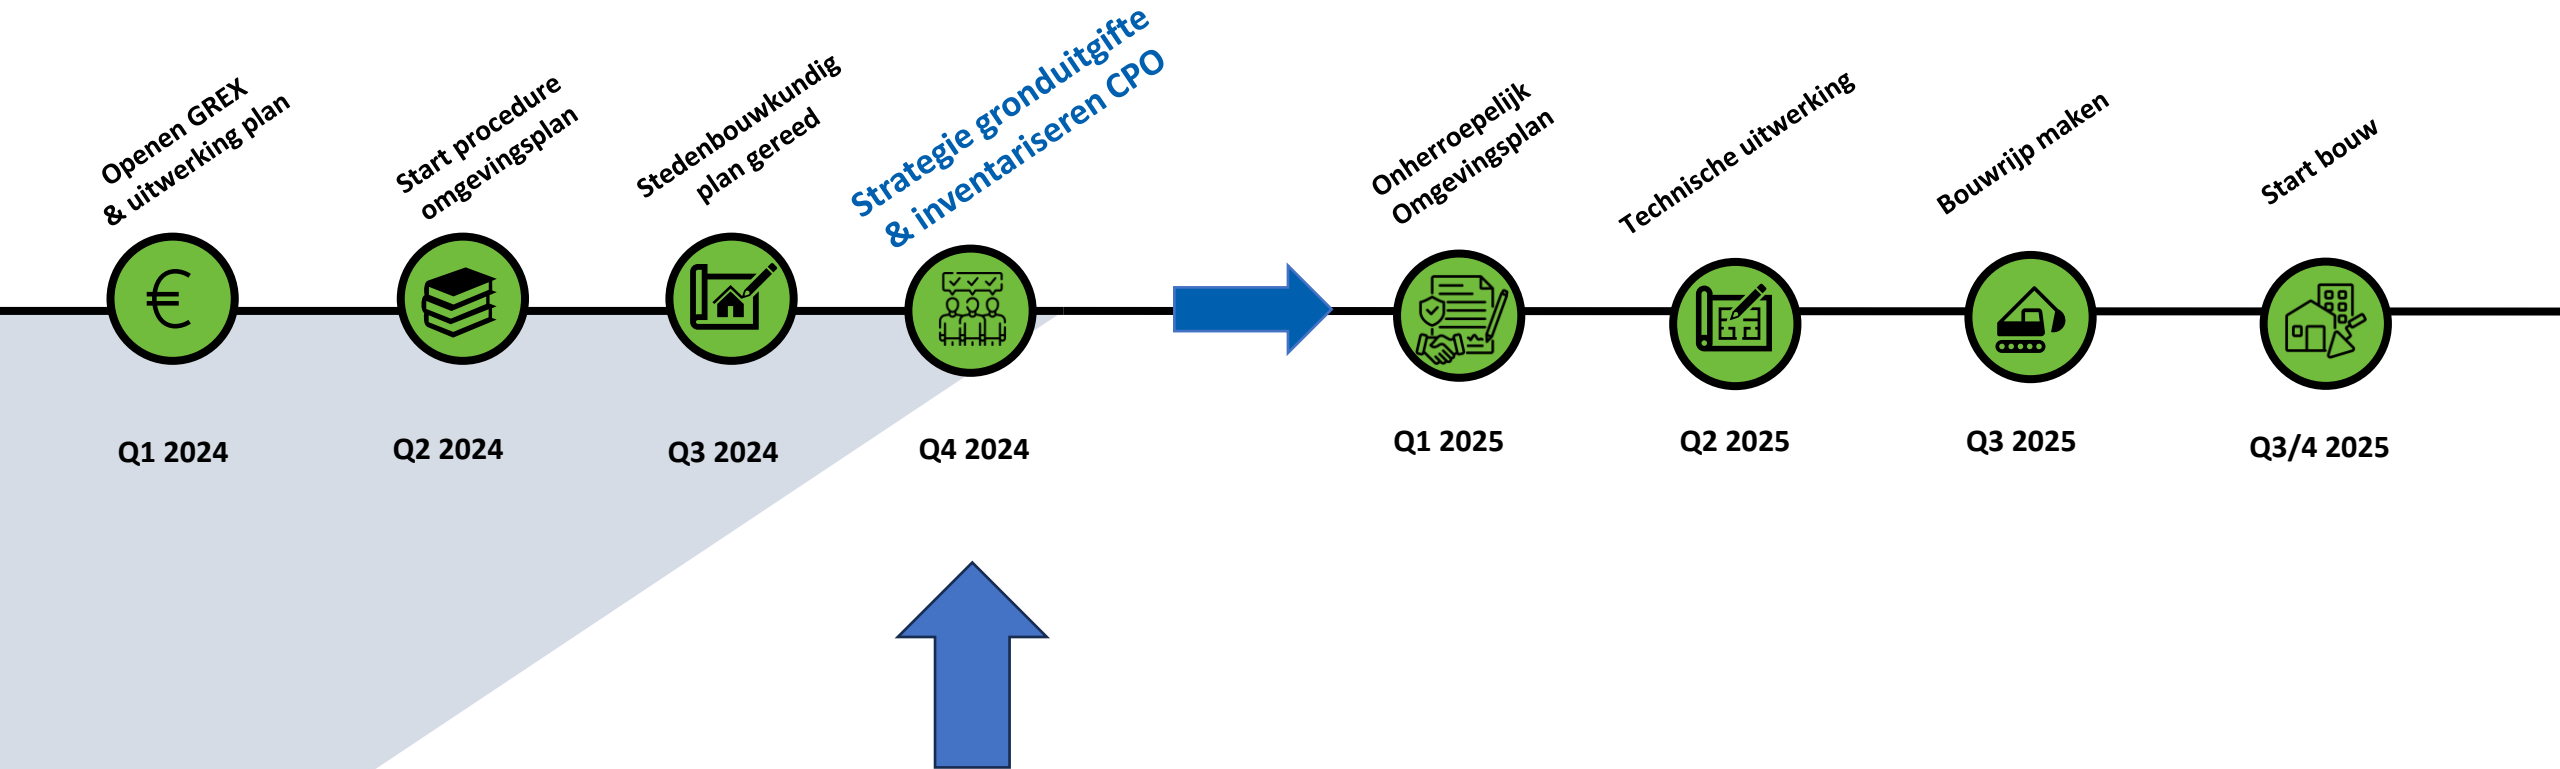 Openen GREX
& uitwerking plan
Start procedure
omgevingsplan
Stedenbouwkundig
plan gereed
Strategie gronduitgifte
& inventariseren CPO
Onherroepelijk
Omgevingsplan
Technische uitwerking
Bouwrijp maken
Start bouw
€
Q1 2024
Q2 2024
Q3 2024
Q4 2024
Q1 2025
Q2 2025
Q3 2025
Q3/4 2025